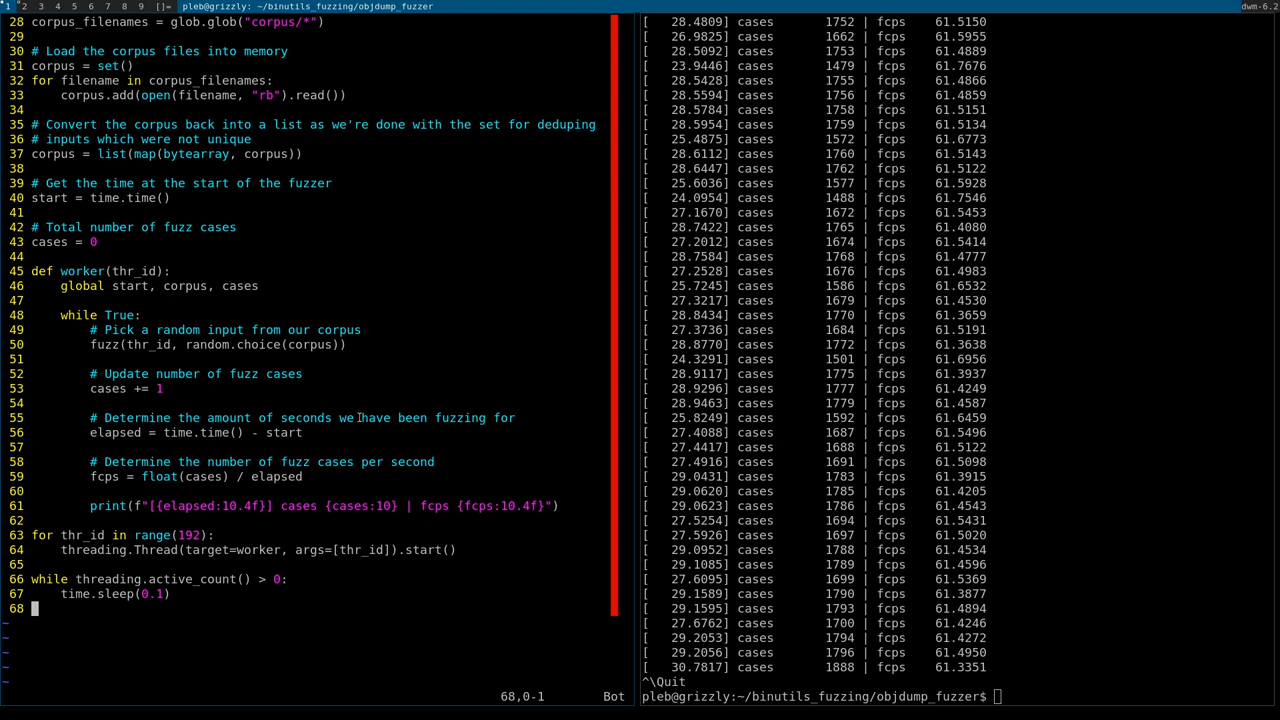 1 2 3 4 5 6 7 8 9 []= pleb@grizzly: ~/binutils_fuzzing/objdump_fuzzer dwm-6.2
28 corpus_filenames = glob.glob("corpus/*")
29
30 # Load the corpus files into memory
31 corpus = set()
32 for filename in corpus_filenames:
33     corpus.add(open(filename, "rb").read())
34
35 # Convert the corpus back into a list as we're done with the set for deduping
36 # inputs which were not unique
37 corpus = list(map(bytearray, corpus))
38
39 # Get the time at the start of the fuzzer
40 start = time.time()
41
42 # Total number of fuzz cases
43 cases = 0
44
45 def worker(thr_id):
46     global start, corpus, cases
47
48     while True:
49         # Pick a random input from our corpus
50         fuzz(thr_id, random.choice(corpus))
51
52         # Update number of fuzz cases
53         cases += 1
54
55         # Determine the amount of seconds we have been fuzzing for
56         elapsed = time.time() - start
57
58         # Determine the number of fuzz cases per second
59         fcps = float(cases) / elapsed
60
61         print(f"[{elapsed:10.4f}] cases {cases:10} | fcps {fcps:10.4f}")
62
63 for thr_id in range(192):
64     threading.Thread(target=worker, args=[thr_id]).start()
65
66 while threading.active_count() > 0:
67     time.sleep(0.1)
68
~
~
~
~
~
68,0-1 Bot
[   28.4809] cases       1752 | fcps    61.5150
[   26.9825] cases       1662 | fcps    61.5955
[   28.5092] cases       1753 | fcps    61.4889
[   23.9446] cases       1479 | fcps    61.7676
[   28.5428] cases       1755 | fcps    61.4866
[   28.5594] cases       1756 | fcps    61.4859
[   28.5784] cases       1758 | fcps    61.5151
[   28.5954] cases       1759 | fcps    61.5134
[   25.4875] cases       1572 | fcps    61.6773
[   28.6112] cases       1760 | fcps    61.5143
[   28.6447] cases       1762 | fcps    61.5122
[   25.6036] cases       1577 | fcps    61.5928
[   24.0954] cases       1488 | fcps    61.7546
[   27.1670] cases       1672 | fcps    61.5453
[   28.7422] cases       1765 | fcps    61.4080
[   27.2012] cases       1674 | fcps    61.5414
[   28.7584] cases       1768 | fcps    61.4777
[   27.2528] cases       1676 | fcps    61.4983
[   25.7245] cases       1586 | fcps    61.6532
[   27.3217] cases       1679 | fcps    61.4530
[   28.8434] cases       1770 | fcps    61.3659
[   27.3736] cases       1684 | fcps    61.5191
[   28.8770] cases       1772 | fcps    61.3638
[   24.3291] cases       1501 | fcps    61.6956
[   28.9117] cases       1775 | fcps    61.3937
[   28.9296] cases       1777 | fcps    61.4249
[   28.9463] cases       1779 | fcps    61.4587
[   25.8249] cases       1592 | fcps    61.6459
[   27.4088] cases       1687 | fcps    61.5496
[   27.4417] cases       1688 | fcps    61.5122
[   27.4916] cases       1691 | fcps    61.5098
[   29.0431] cases       1783 | fcps    61.3915
[   29.0620] cases       1785 | fcps    61.4205
[   29.0623] cases       1786 | fcps    61.4543
[   27.5254] cases       1694 | fcps    61.5431
[   27.5926] cases       1697 | fcps    61.5020
[   29.0952] cases       1788 | fcps    61.4534
[   29.1085] cases       1789 | fcps    61.4596
[   27.6095] cases       1699 | fcps    61.5369
[   29.1589] cases       1790 | fcps    61.3877
[   29.1595] cases       1793 | fcps    61.4894
[   27.6762] cases       1700 | fcps    61.4246
[   29.2053] cases       1794 | fcps    61.4272
[   29.2056] cases       1796 | fcps    61.4950
[   30.7817] cases       1888 | fcps    61.3351
^\Quit
pleb@grizzly:~/binutils_fuzzing/objdump_fuzzer$